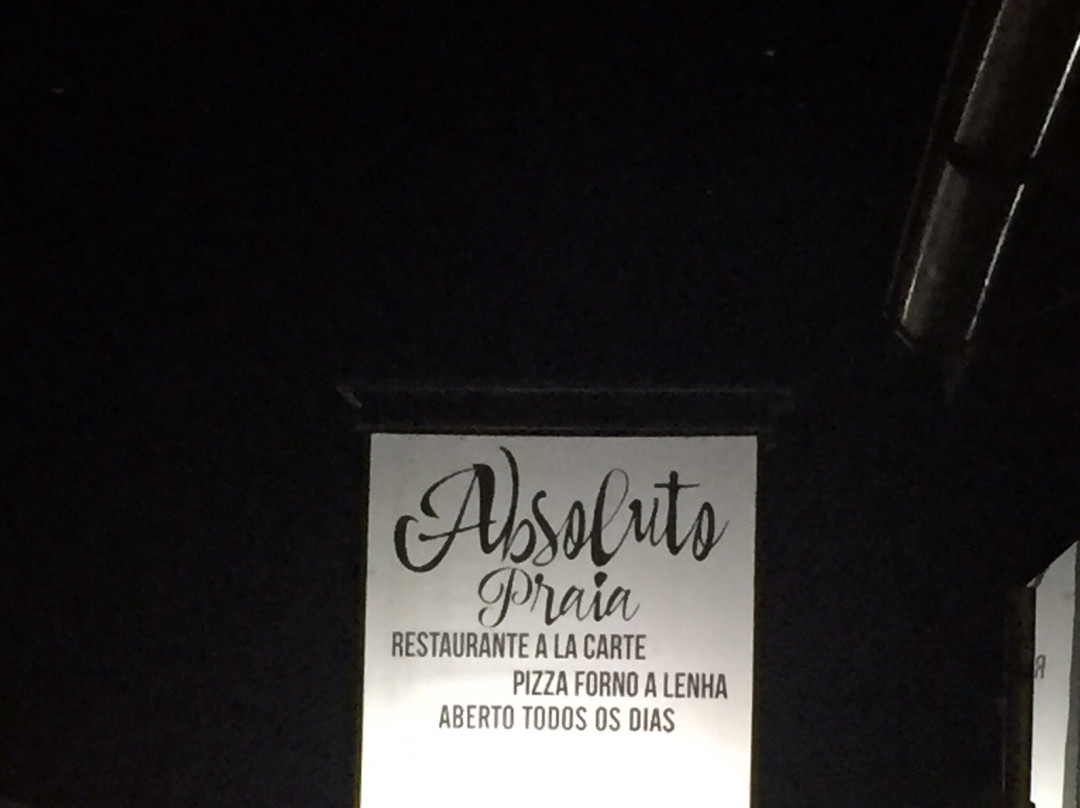 Absoluto
Praia
RESTAURANTE A LA CARTE
PIZZA FORNO A LENHA
ABERTO TODOS OS DIAS